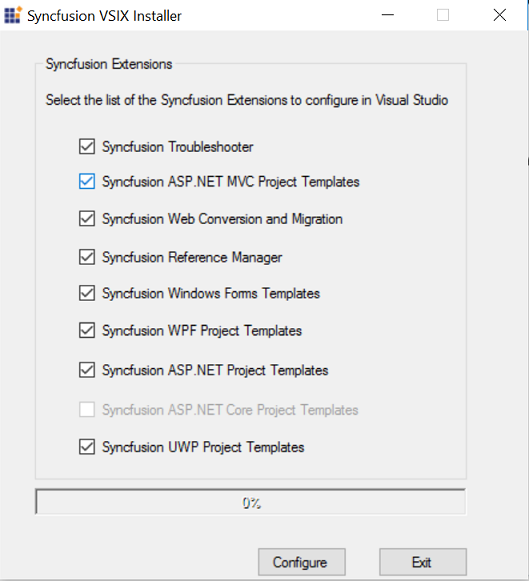 Syncfusion VSIX Installer
Syncfusion Extensions
Select the list of the Syncfusion Extensions to configure in Visual Studio
Syncfusion Troubleshooter
Syncfusion ASP.NET MVC Project Templates
Syncfusion Web Conversion and Migration
Syncfusion Reference Manager
Syncfusion Windows Forms Templates
Syncfusion WPF Project Templates
Syncfusion ASP.NET Project Templates
Syncfusion ASP.NET Core Project Templates
Syncfusion UWP Project Templates
0%
Configure Exit